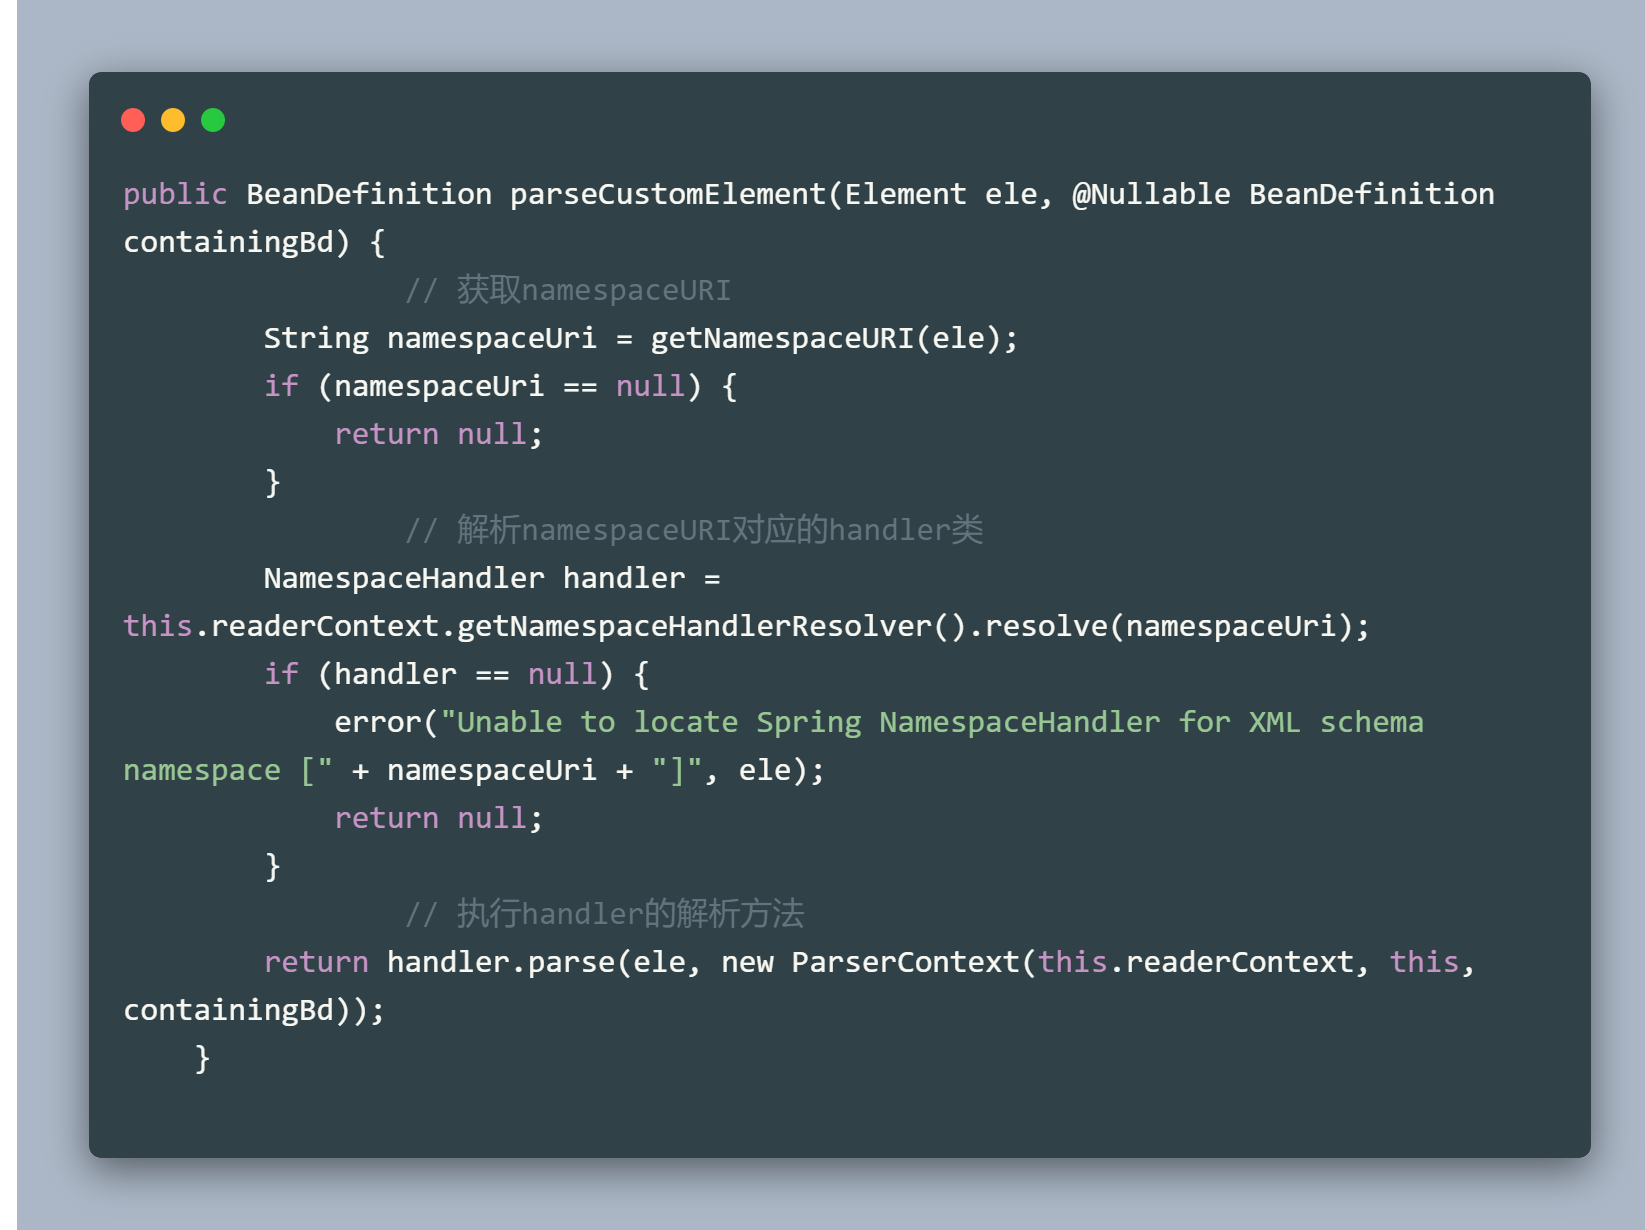 public BeanDefinition parseCustomElement(Element ele, @Nullable BeanDefinition
containingBd) {
// 获取namespaceURI
String namespaceUri = getNamespaceURI(ele);
if (namespaceUri == null) {
return null;
}
// 解析namespaceURI对应的handler类
NamespaceHandler handler =
this.readerContext.getNamespaceHandlerResolver().resolve(namespaceUri);
if (handler == null) {
error("Unable to locate Spring NamespaceHandler for XML schema
namespace [" + namespaceUri + "]", ele);
return null;
}
// 执行handler的解析方法
return handler.parse(ele, new ParserContext(this.readerContext, this,
containingBd));
}